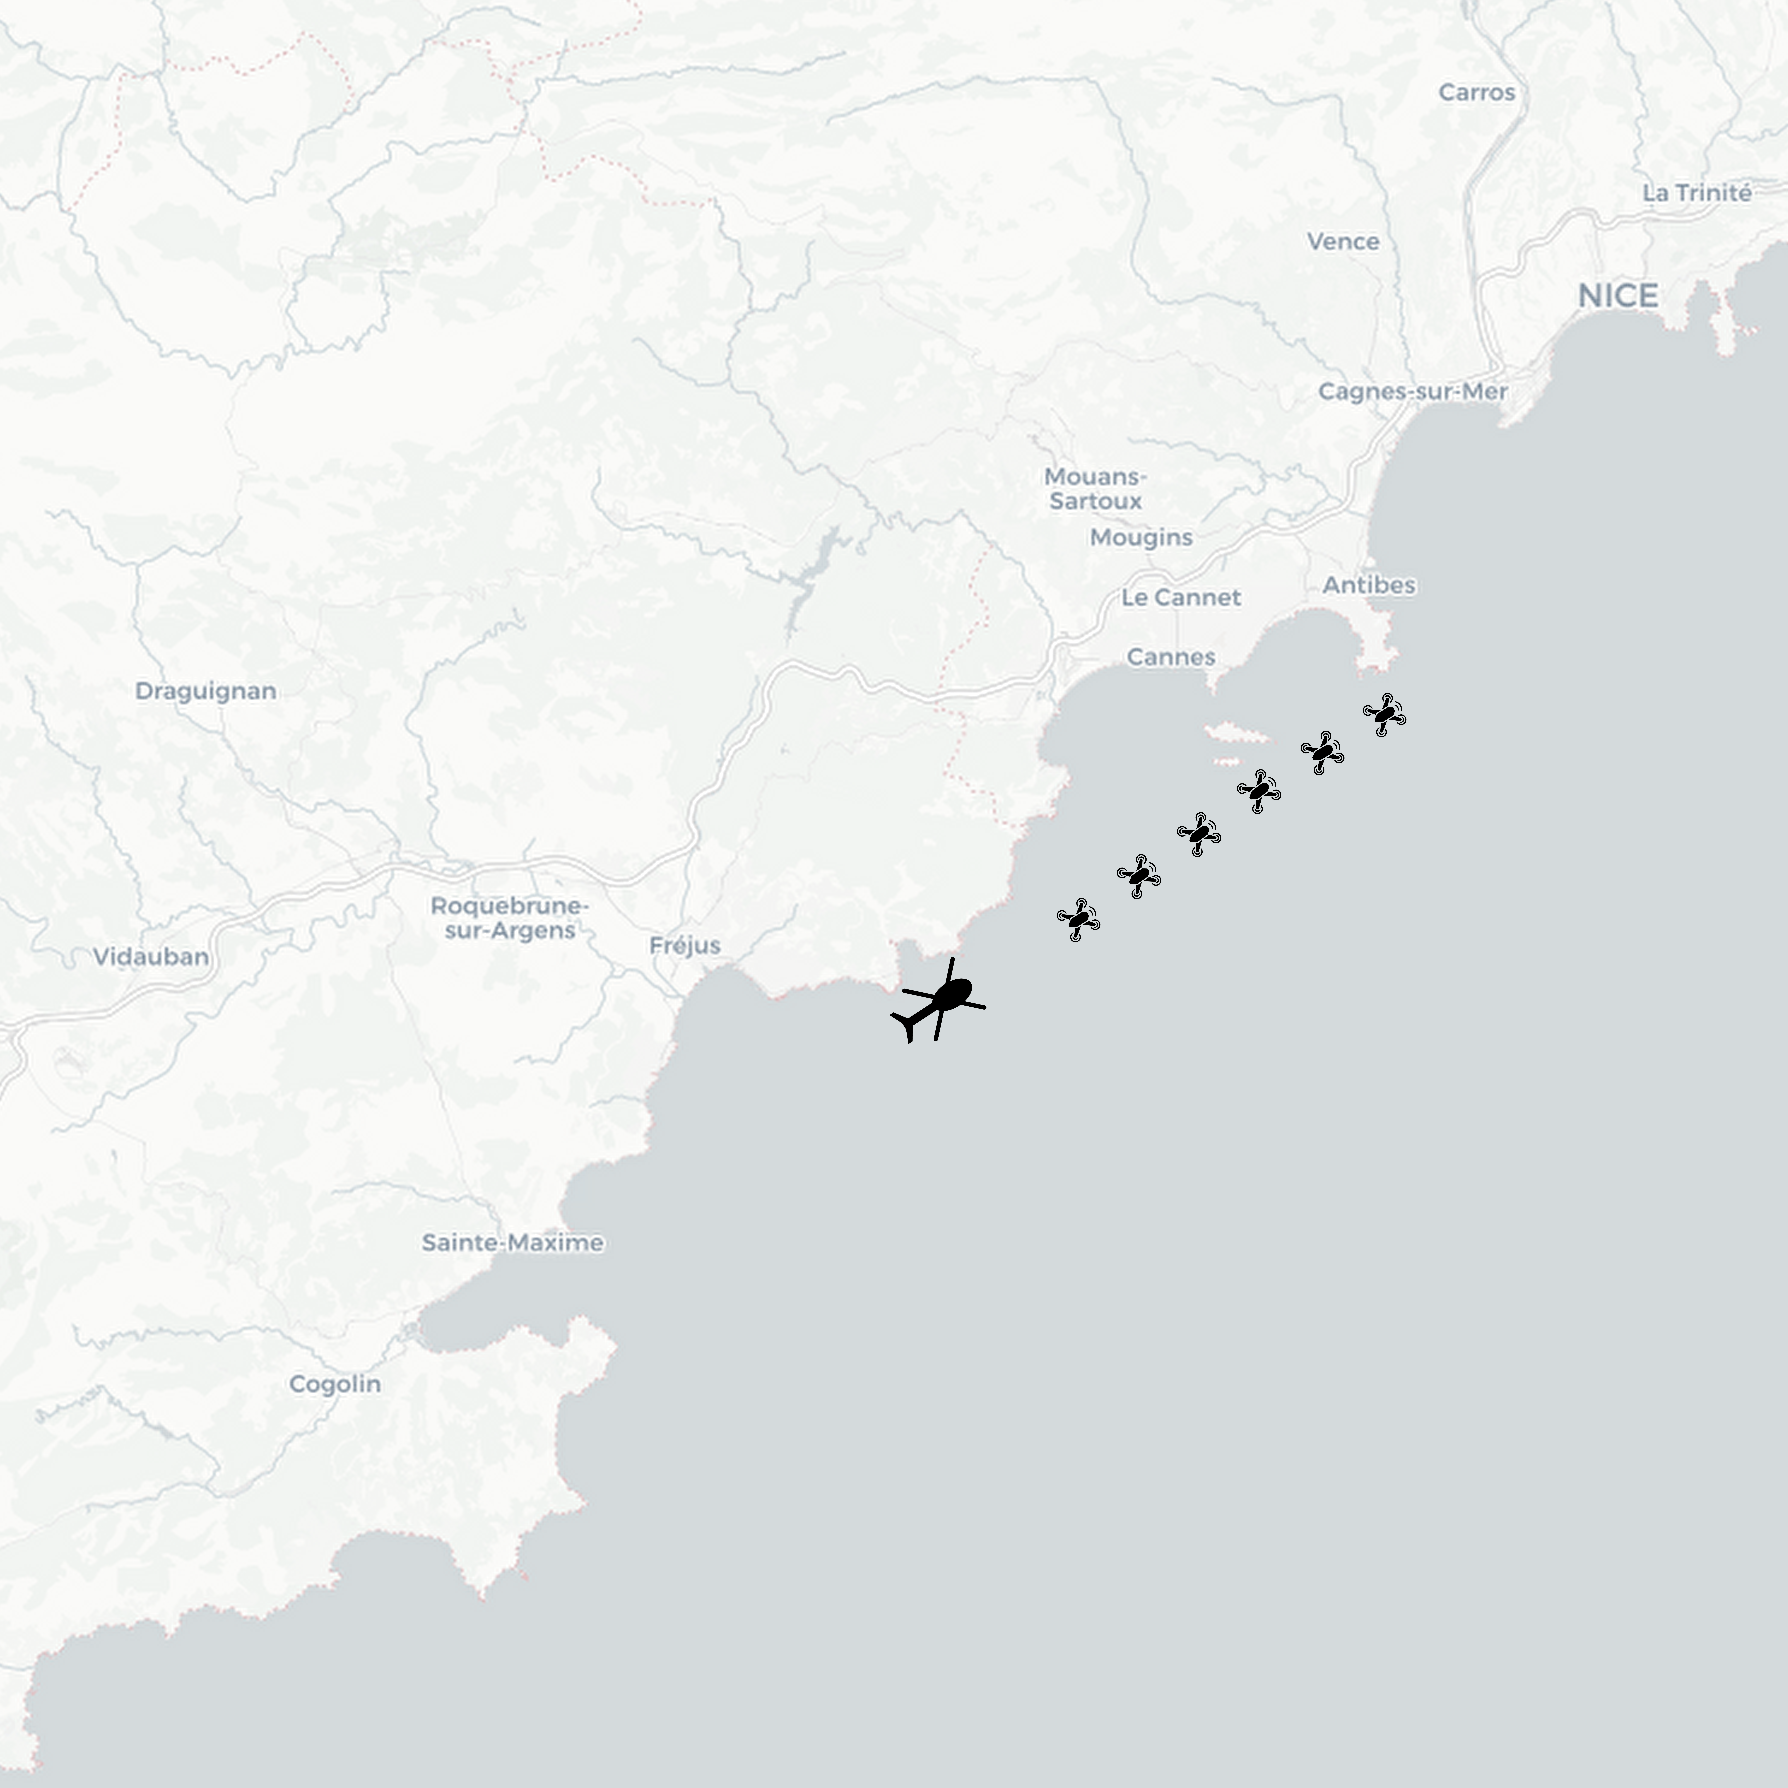 Carros
La Trinité
Vence
NICE
Cagnes-sur-Mer
Mouans-
Sartoux
Mougins
Antibes
Le Cannet
Cannes
Draguignan
Roquebrune-
sur-Argens
Fréjus
Vidauban
Sainte-Maxime
Cogolin